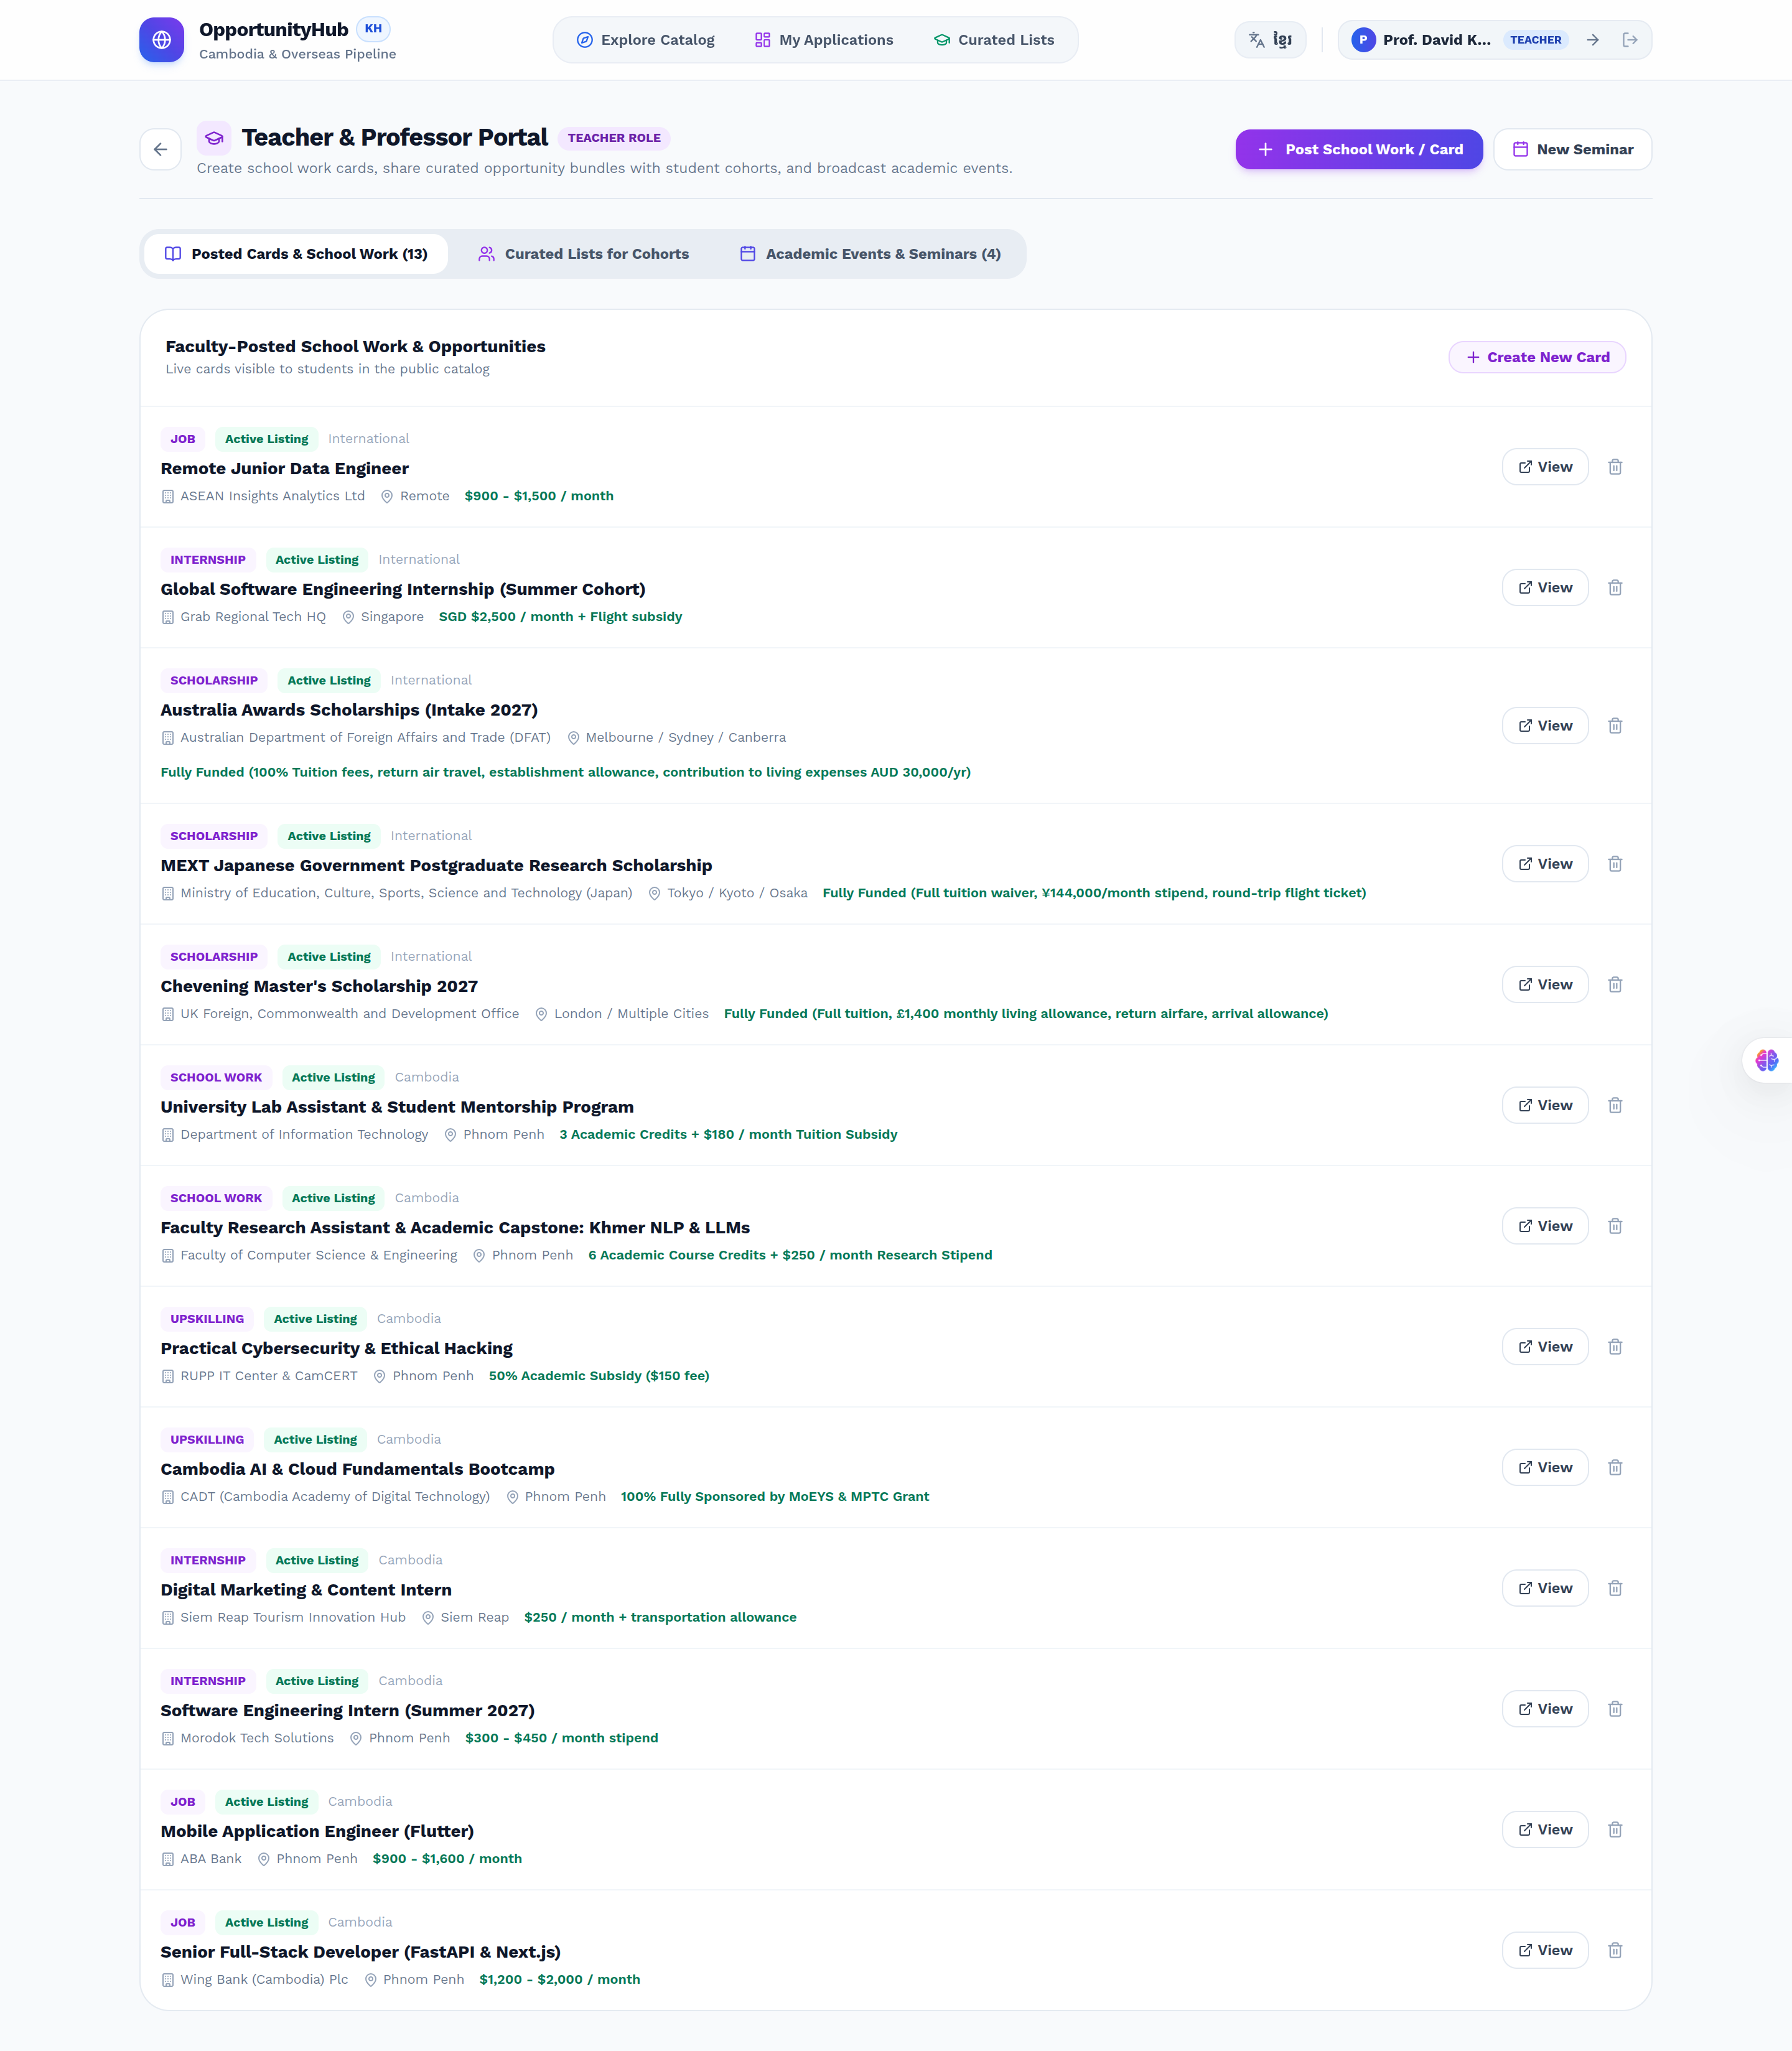 OpportunityHub KH
Cambodia & Overseas Pipeline
Explore Catalog
My Applications
Curated Lists
ខ្មែរ
P Prof. David K... TEACHER
Teacher & Professor Portal TEACHER ROLE
Create school work cards, share curated opportunity bundles with student cohorts, and broadcast academic events.
Post School Work / Card
New Seminar
Posted Cards & School Work (13)
Curated Lists for Cohorts
Academic Events & Seminars (4)
Faculty-Posted School Work & Opportunities
Live cards visible to students in the public catalog
Create New Card
JOB Active Listing International
Remote Junior Data Engineer
ASEAN Insights Analytics Ltd Remote $900 - $1,500 / month
View
INTERNSHIP Active Listing International
Global Software Engineering Internship (Summer Cohort)
Grab Regional Tech HQ Singapore SGD $2,500 / month + Flight subsidy
View
SCHOLARSHIP Active Listing International
Australia Awards Scholarships (Intake 2027)
Australian Department of Foreign Affairs and Trade (DFAT) Melbourne / Sydney / Canberra
Fully Funded (100% Tuition fees, return air travel, establishment allowance, contribution to living expenses AUD 30,000/yr)
View
SCHOLARSHIP Active Listing International
MEXT Japanese Government Postgraduate Research Scholarship
Ministry of Education, Culture, Sports, Science and Technology (Japan) Tokyo / Kyoto / Osaka Fully Funded (Full tuition waiver, ¥144,000/month stipend, round-trip flight ticket)
View
SCHOLARSHIP Active Listing International
Chevening Master's Scholarship 2027
UK Foreign, Commonwealth and Development Office London / Multiple Cities Fully Funded (Full tuition, £1,400 monthly living allowance, return airfare, arrival allowance)
View
SCHOOL WORK Active Listing Cambodia
University Lab Assistant & Student Mentorship Program
Department of Information Technology Phnom Penh 3 Academic Credits + $180 / month Tuition Subsidy
View
SCHOOL WORK Active Listing Cambodia
Faculty Research Assistant & Academic Capstone: Khmer NLP & LLMs
Faculty of Computer Science & Engineering Phnom Penh 6 Academic Course Credits + $250 / month Research Stipend
View
UPSKILLING Active Listing Cambodia
Practical Cybersecurity & Ethical Hacking
RUPP IT Center & CamCERT Phnom Penh 50% Academic Subsidy ($150 fee)
View
UPSKILLING Active Listing Cambodia
Cambodia AI & Cloud Fundamentals Bootcamp
CADT (Cambodia Academy of Digital Technology) Phnom Penh 100% Fully Sponsored by MoEYS & MPTC Grant
View
INTERNSHIP Active Listing Cambodia
Digital Marketing & Content Intern
Siem Reap Tourism Innovation Hub Siem Reap $250 / month + transportation allowance
View
INTERNSHIP Active Listing Cambodia
Software Engineering Intern (Summer 2027)
Morodok Tech Solutions Phnom Penh $300 - $450 / month stipend
View
JOB Active Listing Cambodia
Mobile Application Engineer (Flutter)
ABA Bank Phnom Penh $900 - $1,600 / month
View
JOB Active Listing Cambodia
Senior Full-Stack Developer (FastAPI & Next.js)
Wing Bank (Cambodia) Plc Phnom Penh $1,200 - $2,000 / month
View